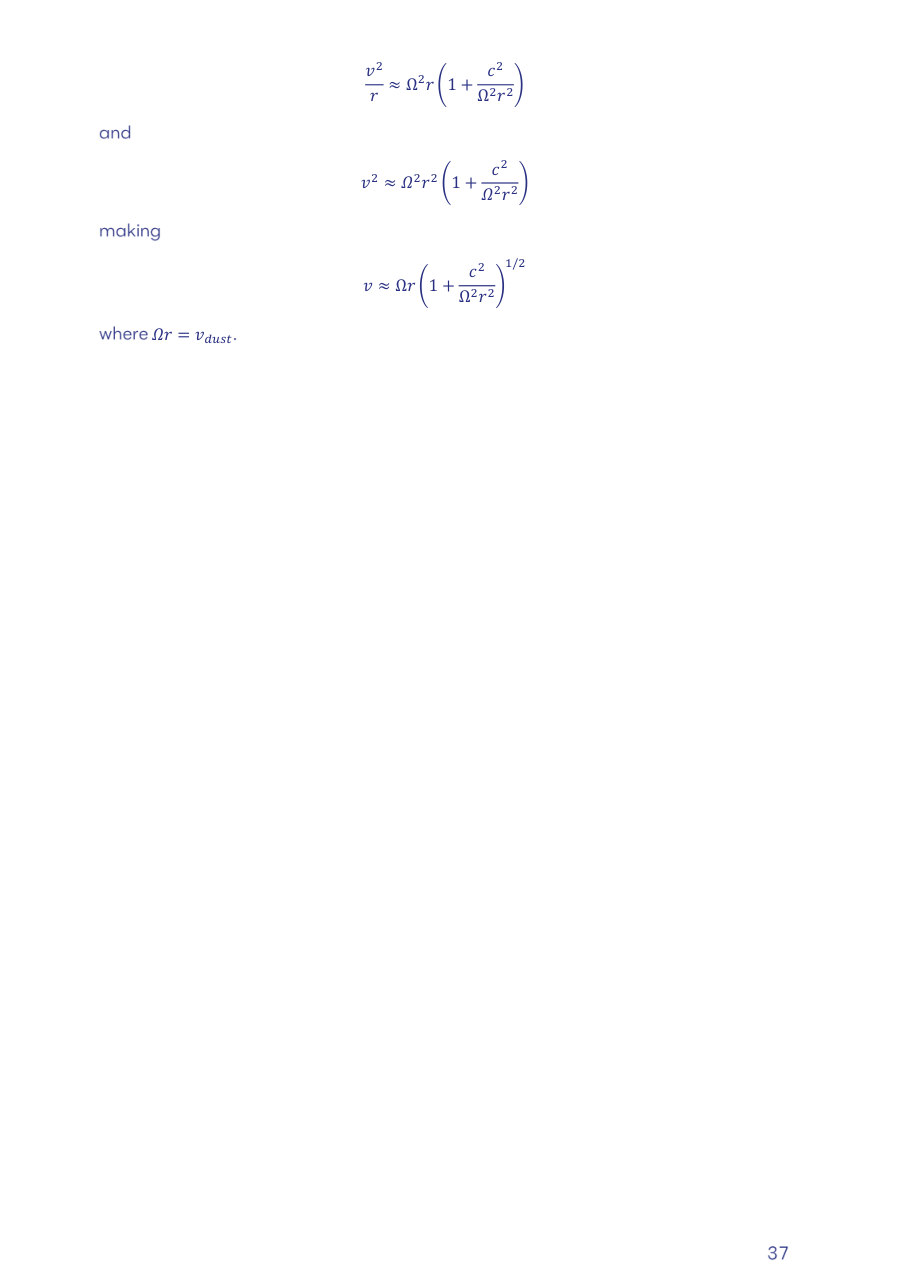 v²/r ≈ Ω²r(1 + c²/Ω²r²)
and
v² ≈ Ω²r²(1 + c²/Ω²r²)
making
v ≈ Ωr(1 + c²/Ω²r²)^1/2
where Ωr = v_dust.
37